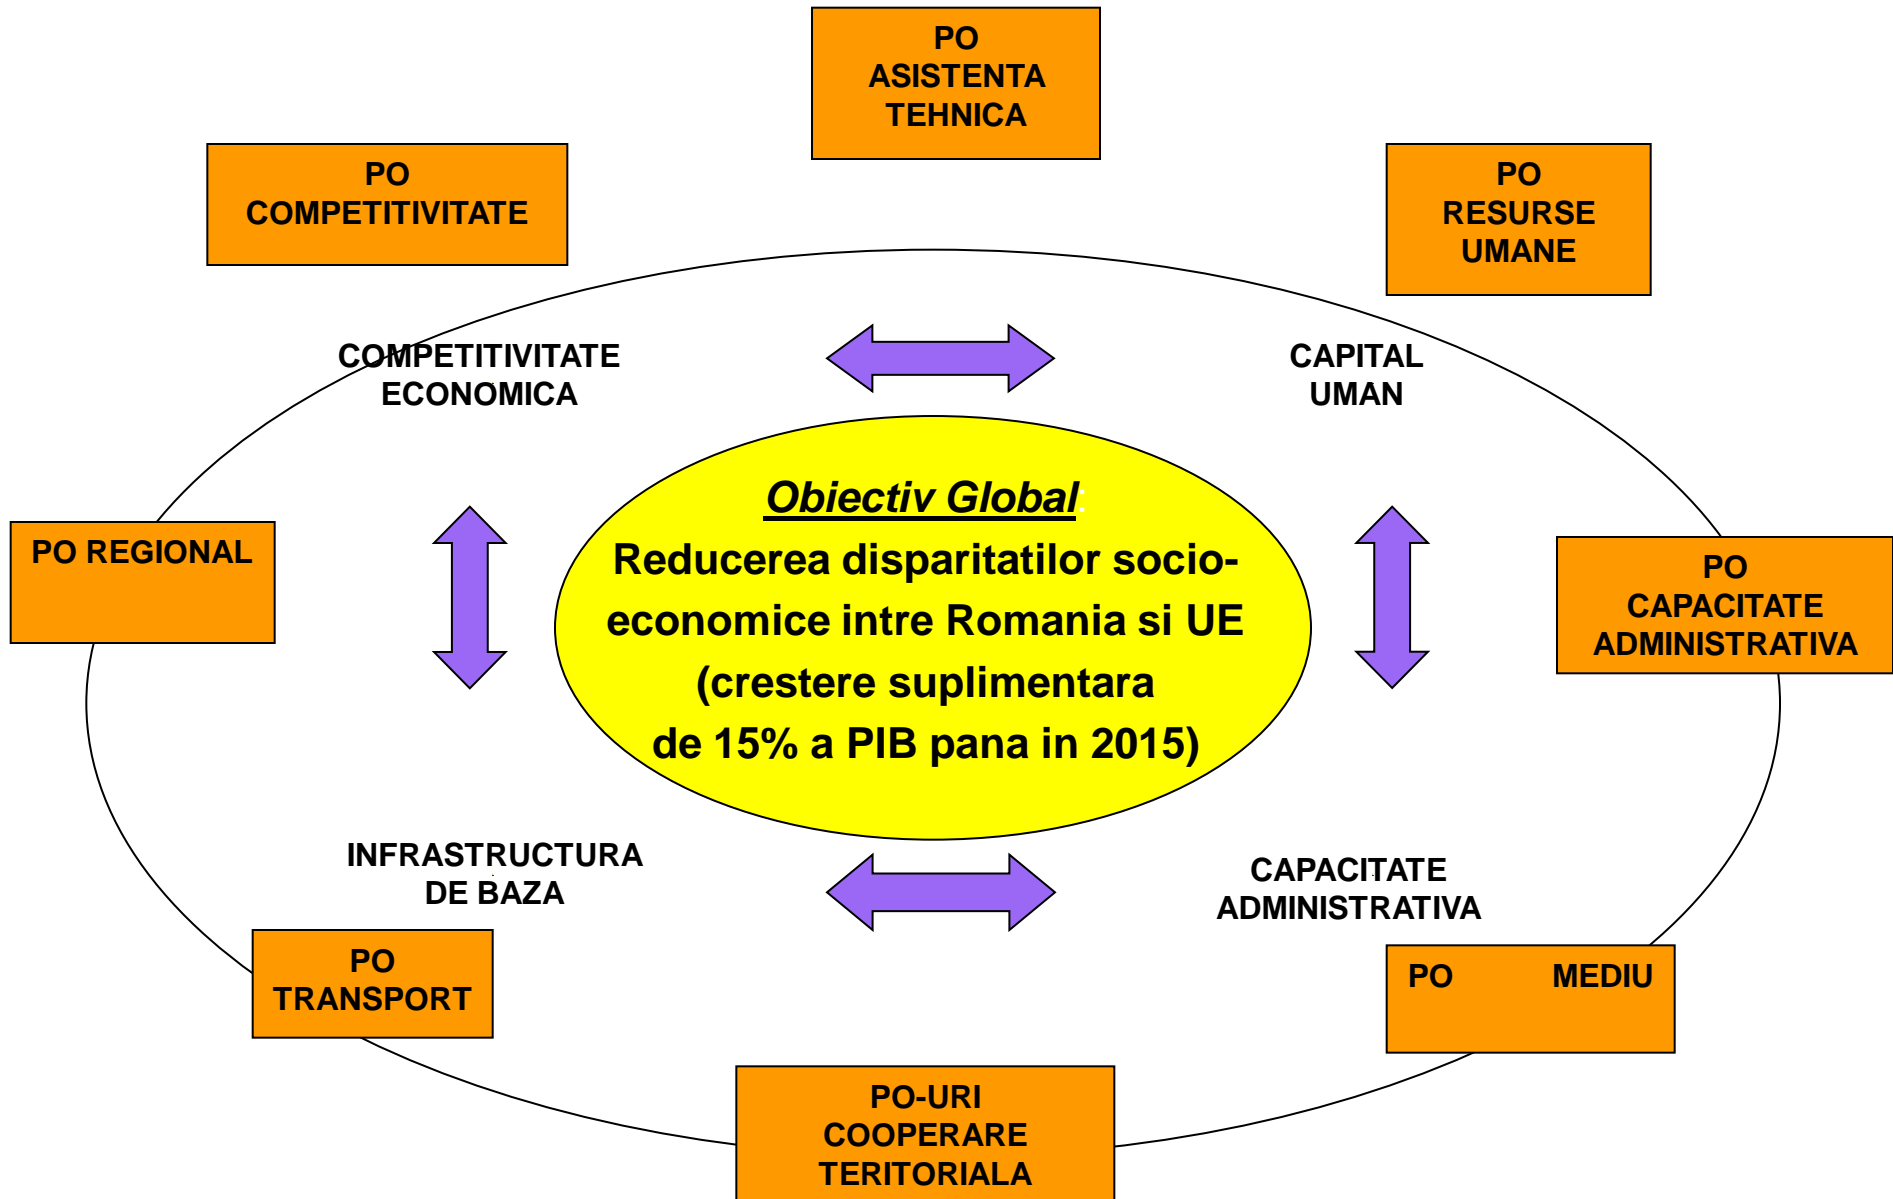 PO
ASISTENTA
TEHNICA
PO
COMPETITIVITATE
PO
RESURSE
UMANE
COMPETITIVITATE
ECONOMICA
CAPITAL
UMAN
Obiectiv Global:
Reducerea disparitatilor socio-
economice intre Romania si UE
(crestere suplimentara
de 15% a PIB pana in 2015)
PO REGIONAL
PO
CAPACITATE
ADMINISTRATIVA
INFRASTRUCTURA
DE BAZA
CAPACITATE
ADMINISTRATIVA
PO
TRANSPORT
PO MEDIU
PO-URI
COOPERARE
TERITORIALA